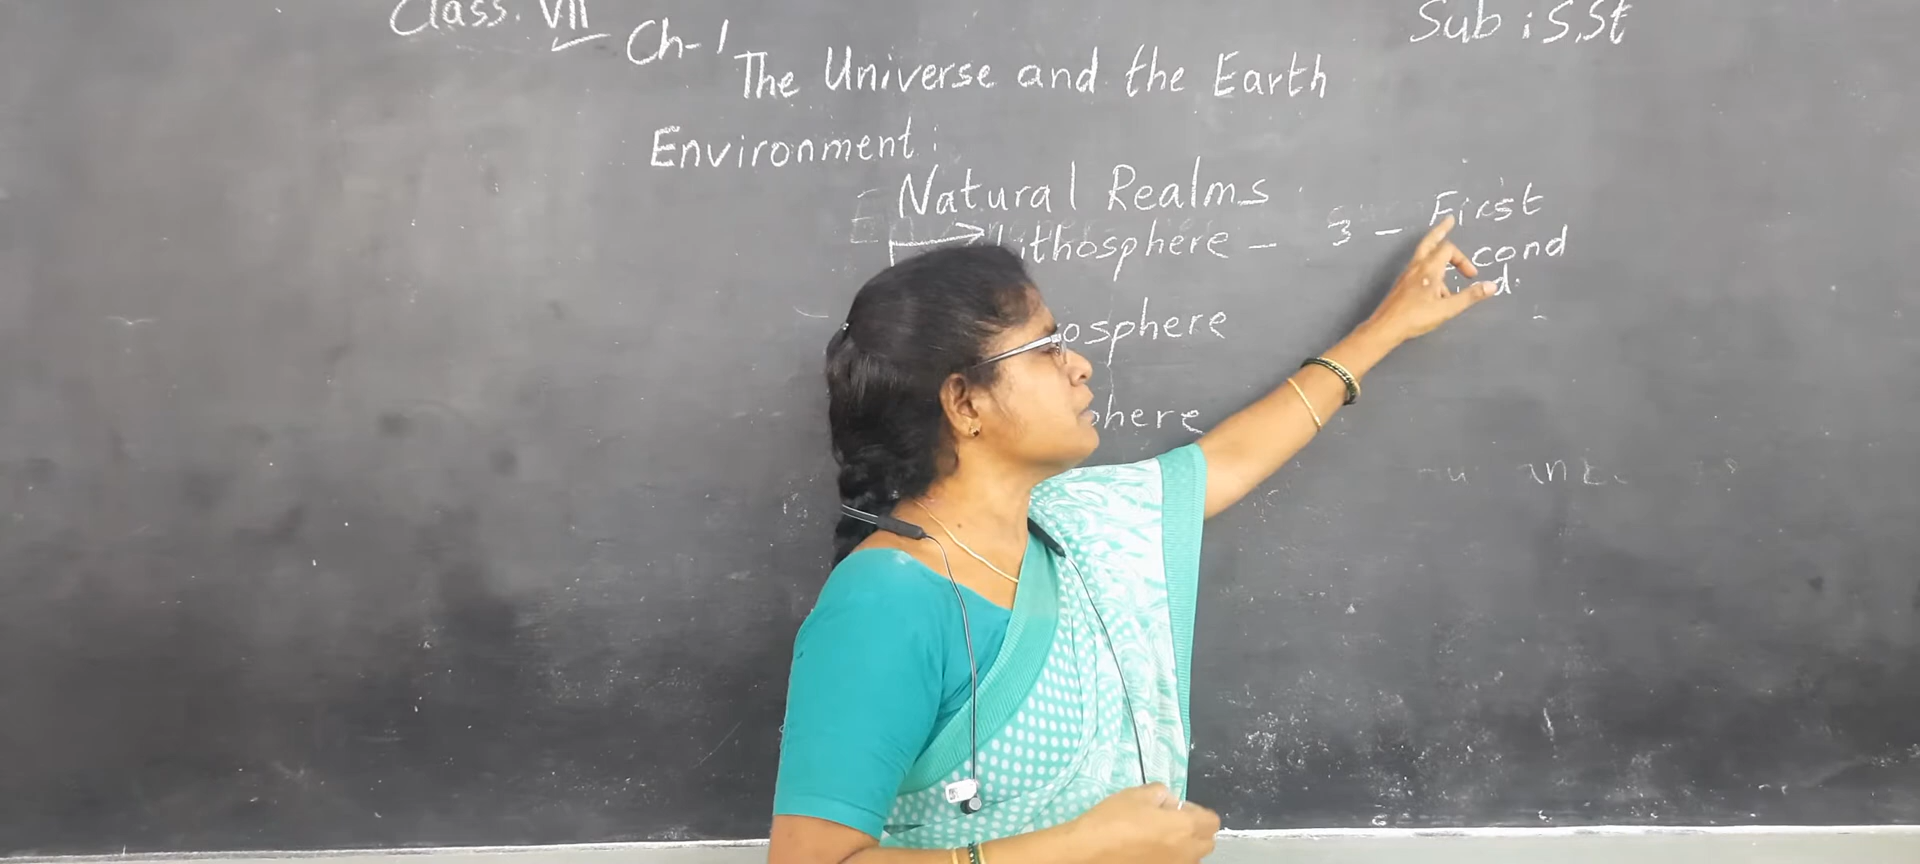 Class. VII
Sub : S.St
Ch-1
The Universe and the Earth
Environment :
Natural Realms
Lithosphere - 3 - First
osphere
phere